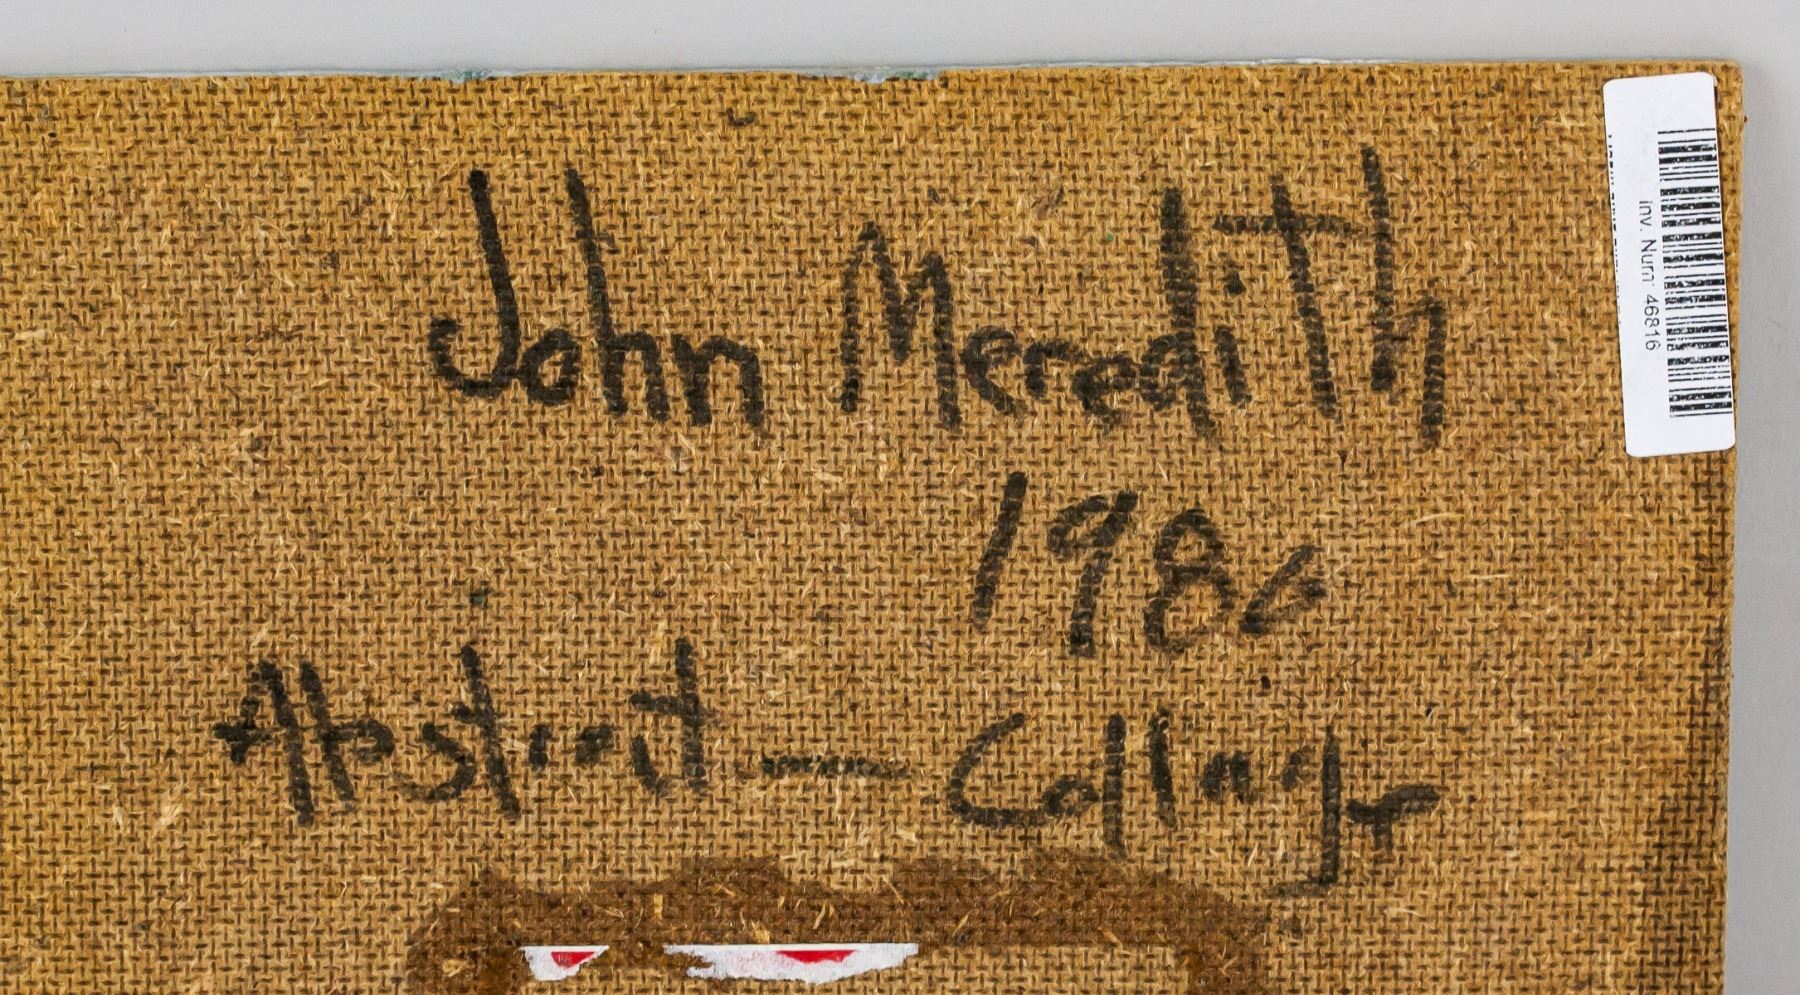 John Meredith
1986
Abstract — Collage
Inv. Num: 46816